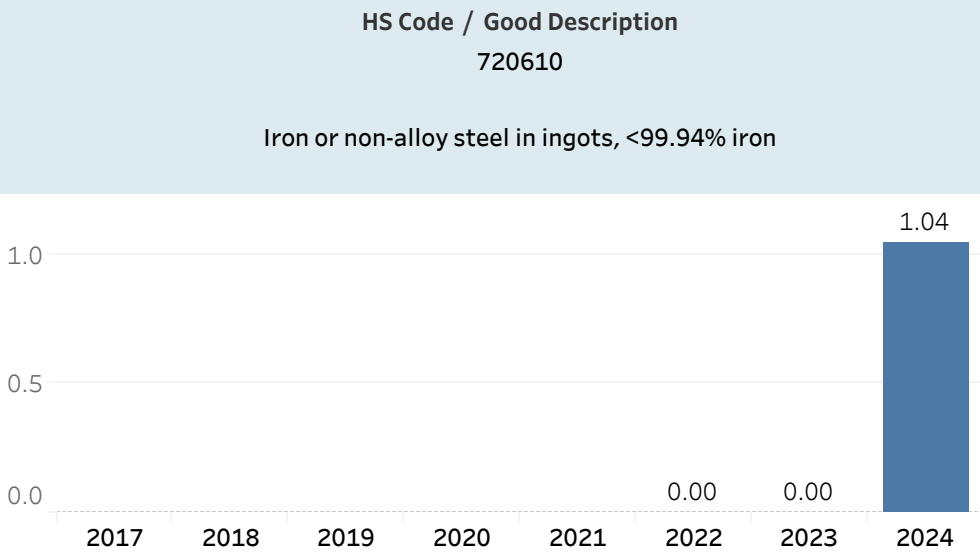 HS Code / Good Description
720610
Iron or non-alloy steel in ingots, <99.94% iron
1.04
1.0
0.5
0.00 0.00
0.0
2017 2018 2019 2020 2021 2022 2023 2024